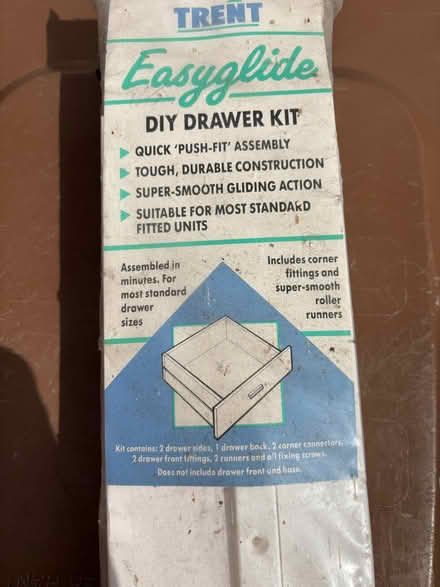 TRENT
Easyglide
DIY DRAWER KIT
QUICK 'PUSH-FIT' ASSEMBLY
TOUGH, DURABLE CONSTRUCTION
SUPER-SMOOTH GLIDING ACTION
SUITABLE FOR MOST STANDARD
FITTED UNITS
Assembled in
minutes. For
most standard
drawer
sizes
Includes corner
fittings and
super-smooth
roller
runners
Kit contains: 2 drawer sides, 1 drawer back, 2 corner connectors,
2 drawer front fittings, 2 runners and all fixing screws.
Does not include drawer front and base.